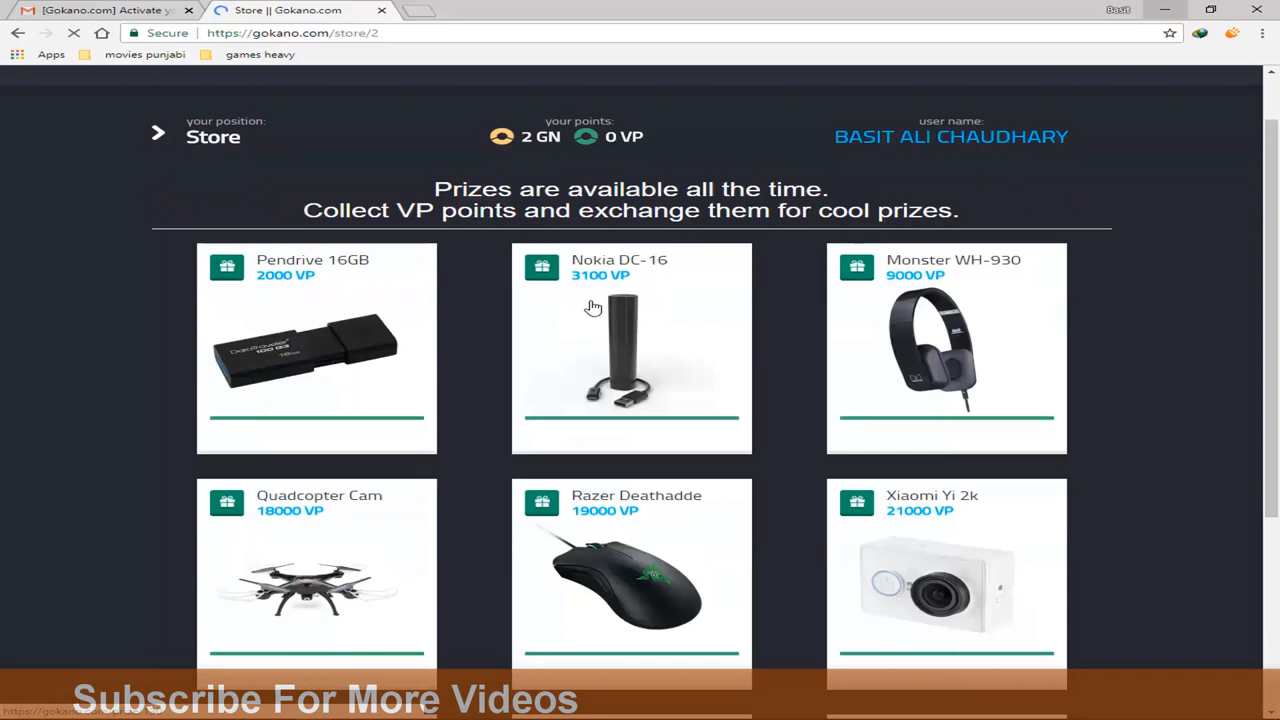 [Gokano.com] Activate y
Store || Gokano.com
Basit
Secure
https://gokano.com/store/2
Apps
movies punjabi
games heavy
your position:
Store
your points:
2 GN 0 VP
user name:
BASIT ALI CHAUDHARY
Prizes are available all the time.
Collect VP points and exchange them for cool prizes.
Pendrive 16GB
2000 VP
Nokia DC-16
3100 VP
Monster WH-930
9000 VP
DataTraveler
100 G3
Quadcopter Cam
18000 VP
Razer Deathadde
19000 VP
Xiaomi Yi 2k
21000 VP
Subscribe For More Videos